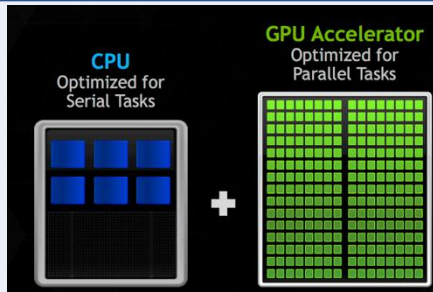 CPU
Optimized for
Serial Tasks
GPU Accelerator
Optimized for
Parallel Tasks
+